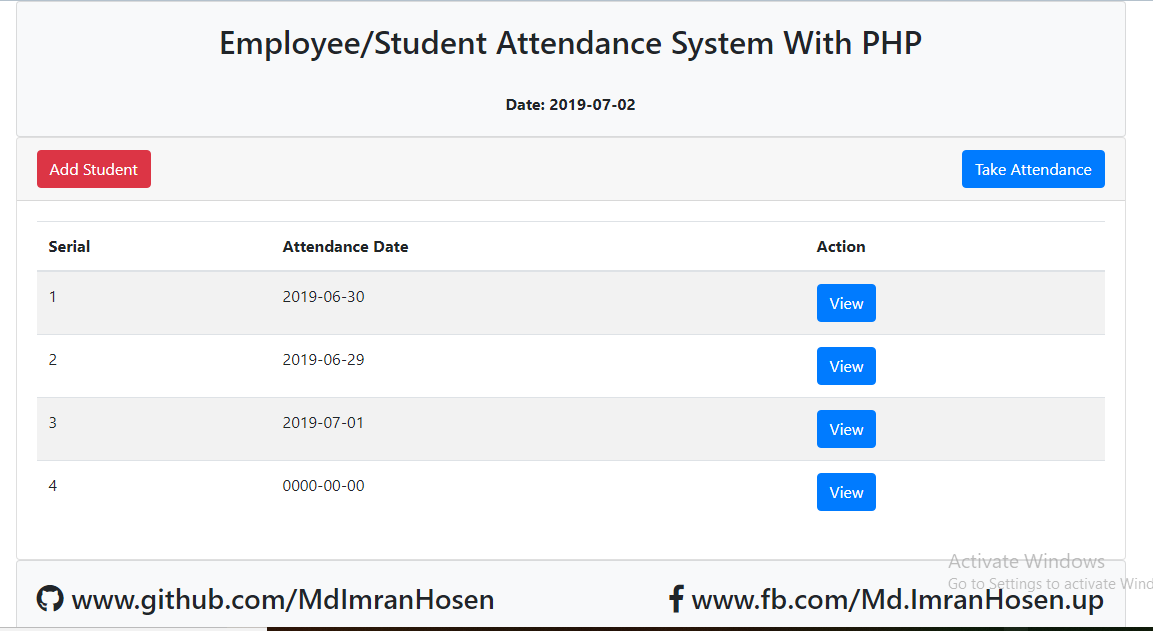 Employee/Student Attendance System With PHP
Date: 2019-07-02
Add Student
Take Attendance
Serial Attendance Date Action
1 2019-06-30 View
2 2019-06-29 View
3 2019-07-01 View
4 0000-00-00 View
Activate Windows
Go to Settings to activate Wind
www.github.com/MdImranHosen
www.fb.com/Md.ImranHosen.up